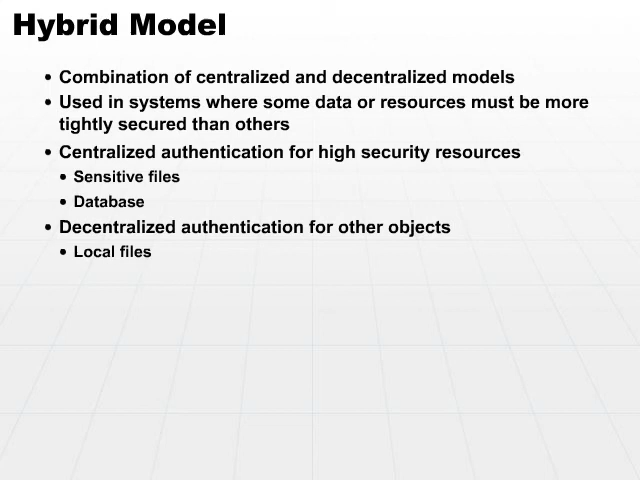 Hybrid Model
• Combination of centralized and decentralized models
• Used in systems where some data or resources must be more
tightly secured than others
• Centralized authentication for high security resources
• Sensitive files
• Database
• Decentralized authentication for other objects
• Local files